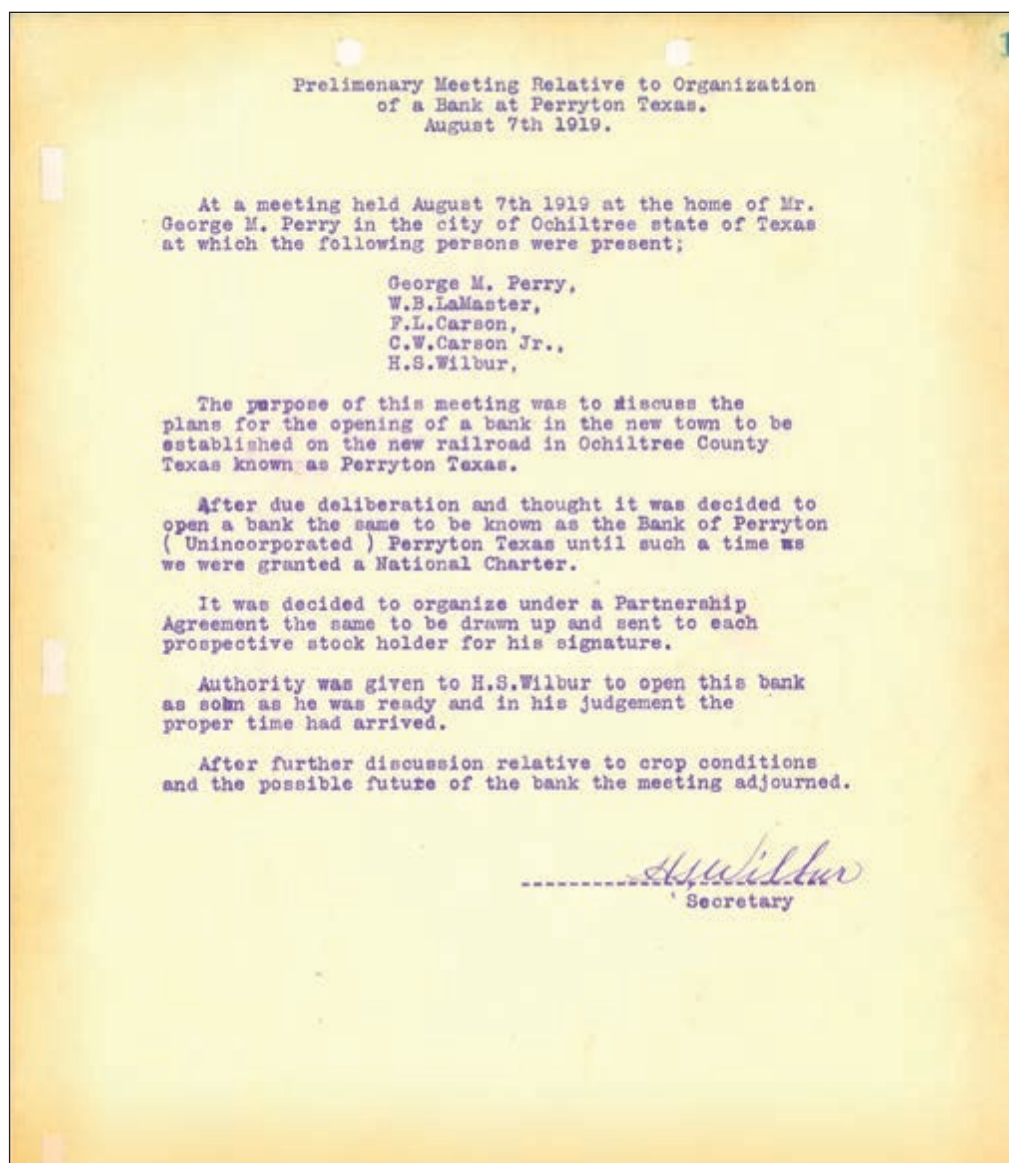 1
Prelimenary Meeting Relative to Organization
of a Bank at Perryton Texas.
August 7th 1919.
At a meeting held August 7th 1919 at the home of Mr.
George M. Perry in the city of Ochiltree state of Texas
at which the following persons were present;
George M. Perry,
W.B.LaMaster,
F.L.Carson,
C.W.Carson Jr.,
H.S.Wilbur,
The purpose of this meeting was to discuss the
plans for the opening of a bank in the new town to be
established on the new railroad in Ochiltree County
Texas known as Perryton Texas.
After due deliberation and thought it was decided to
open a bank the same to be known as the Bank of Perryton
( Unincorporated ) Perryton Texas until such a time as
we were granted a National Charter.
It was decided to organize under a Partnership
Agreement the same to be drawn up and sent to each
prospective stock holder for his signature.
Authority was given to H.S.Wilbur to open this bank
as soon as he was ready and in his judgement the
proper time had arrived.
After further discussion relative to crop conditions
and the possible future of the bank the meeting adjourned.
HSWilbur
Secretary